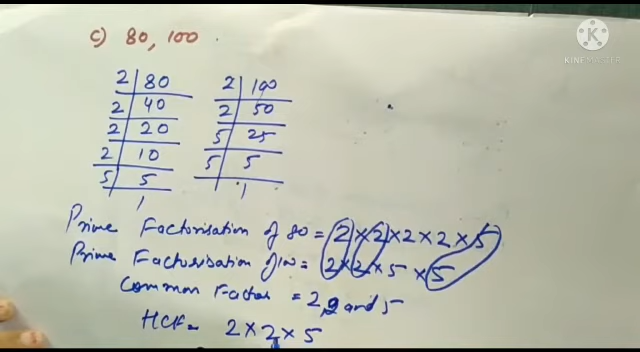 c) 80, 100
2 | 80
2 | 40
2 | 20
2 | 10
5 | 5
1
2 | 100
2 | 50
5 | 25
5 | 5
1
Prime Factorisation of 80 = 2 × 2 × 2 × 2 × 5
Prime Factorisation of 100 = 2 × 2 × 5 × 5
Common Factor = 2, 2 and 5
HCF = 2 × 2 × 5
K
KINEMASTER